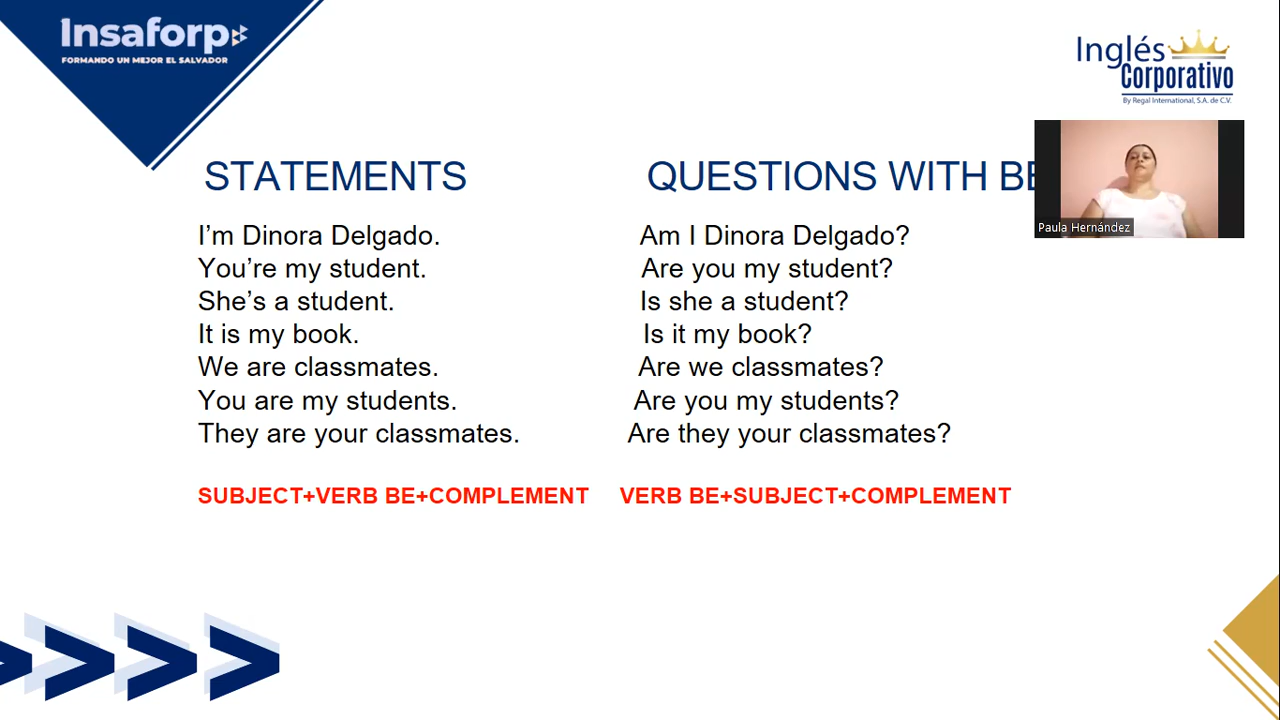 Insaforp
FORMANDO UN MEJOR EL SALVADOR
Inglés
Corporativo
By Regal International, S.A. de C.V.
Paula Hernández
STATEMENTS
I’m Dinora Delgado.
You’re my student.
She’s a student.
It is my book.
We are classmates.
You are my students.
They are your classmates.
SUBJECT+VERB BE+COMPLEMENT
QUESTIONS WITH BE
Am I Dinora Delgado?
Are you my student?
Is she a student?
Is it my book?
Are we classmates?
Are you my students?
Are they your classmates?
VERB BE+SUBJECT+COMPLEMENT